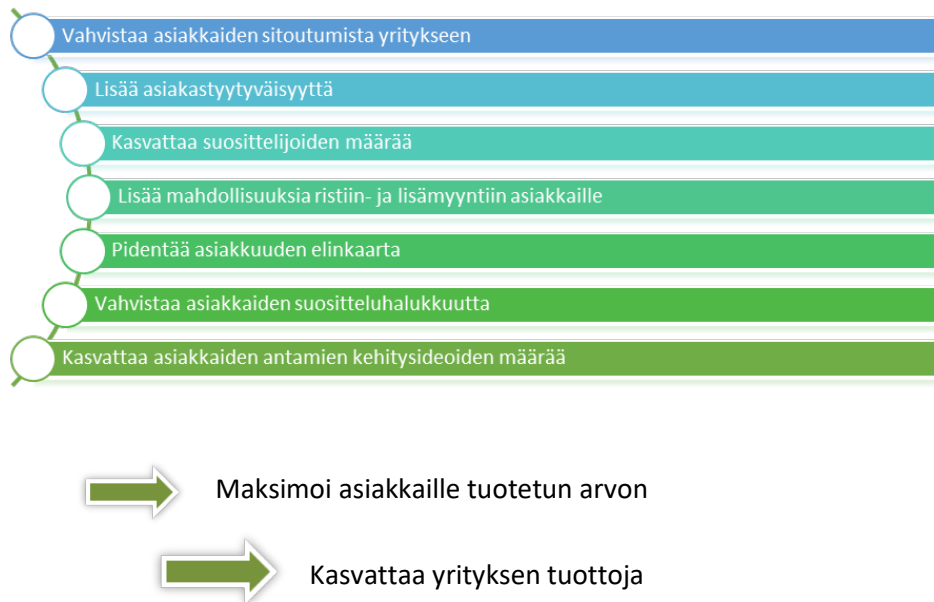 Vahvistaa asiakkaiden sitoutumista yritykseen
Lisää asiakastyytyväisyyttä
Kasvattaa suosittelijoiden määrää
Lisää mahdollisuuksia ristiin- ja lisämyyntiin asiakkaille
Pidentää asiakkuuden elinkaarta
Vahvistaa asiakkaiden suositteluhalukkuutta
Kasvattaa asiakkaiden antamien kehitysideoiden määrää
Maksimoi asiakkaille tuotetun arvon
Kasvattaa yrityksen tuottoja